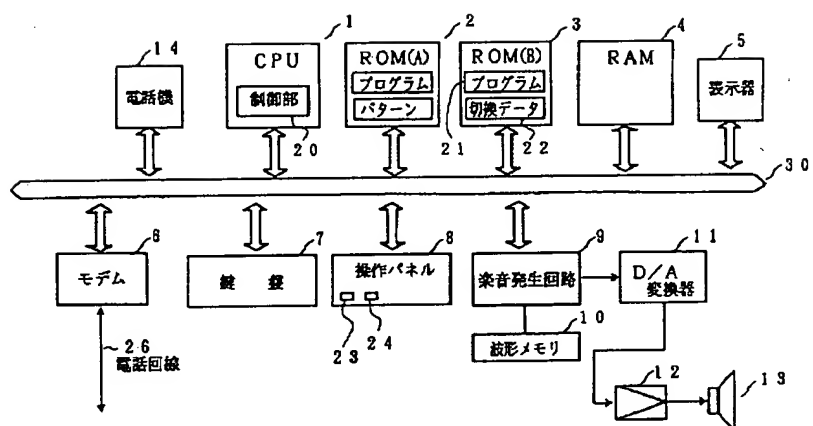 14
電話機
1
CPU
制御部
20
2
ROM(A)
プログラム
パターン
3
ROM(B)
プログラム
切換データ
21
22
4
RAM
5
表示器
30
6
モデム
7
鍵 盤
8
操作パネル
23
24
9
楽音発生回路
10
波形メモリ
11
D/A
変換器
12
13
26
電話回線